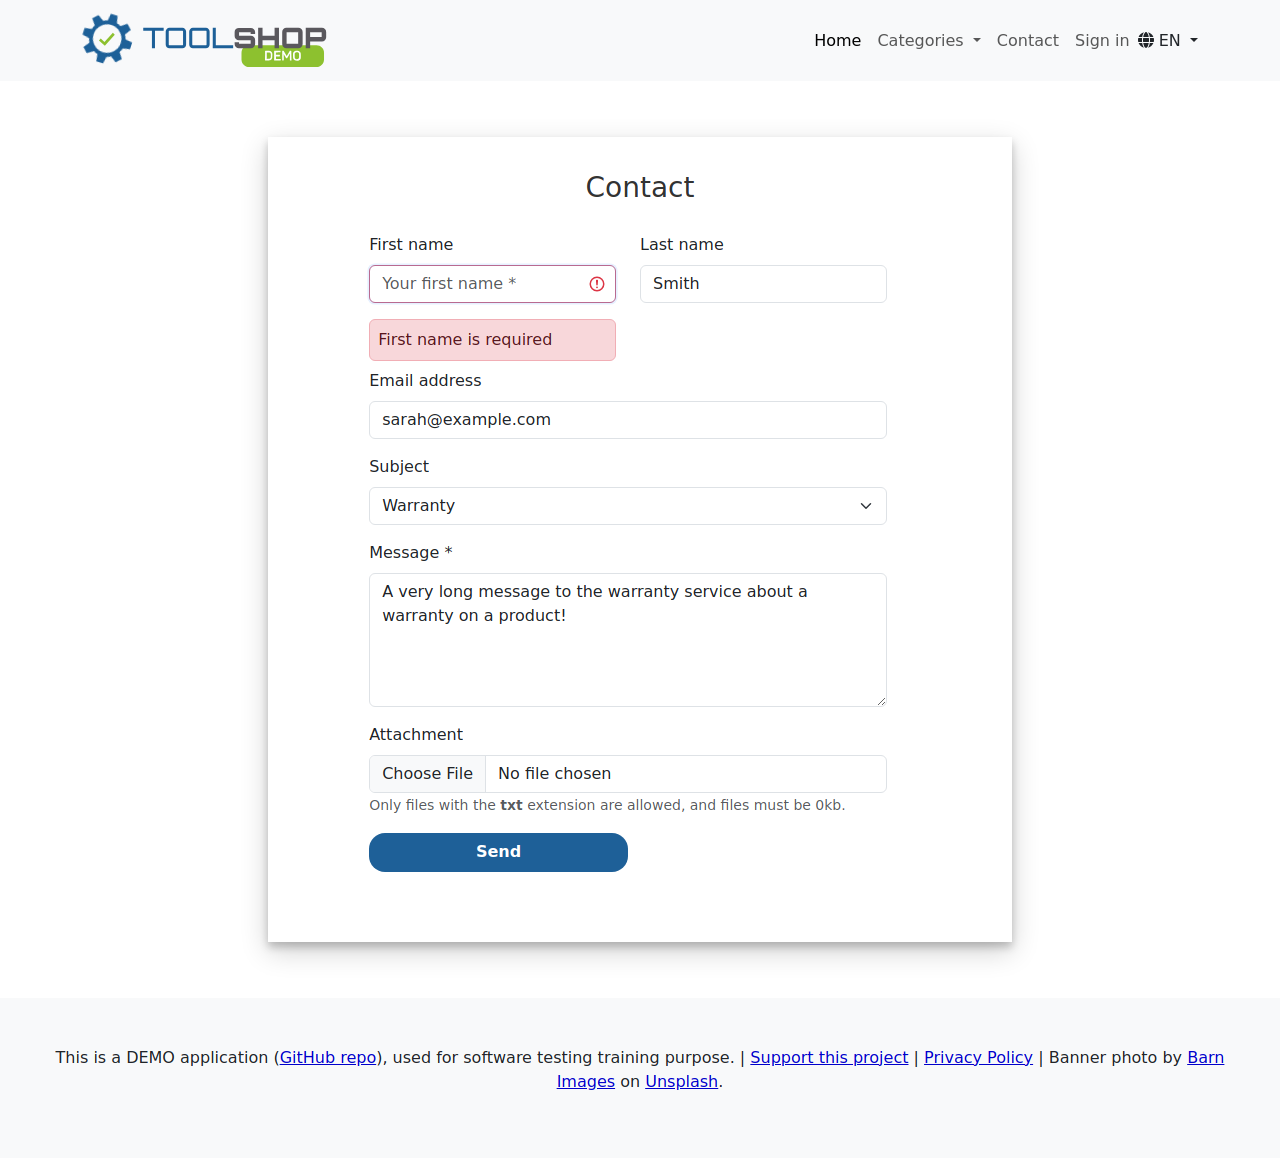 TOOLSHOP
DEMO
Home Categories Contact Sign in EN
Contact
First name Last name
Your first name * Smith
First name is required
Email address
sarah@example.com
Subject
Warranty
Message *
A very long message to the warranty service about a
warranty on a product!
Attachment
Choose File No file chosen
Only files with the txt extension are allowed, and files must be 0kb.
Send
This is a DEMO application (GitHub repo), used for software testing training purpose. | Support this project | Privacy Policy | Banner photo by Barn
Images on Unsplash.